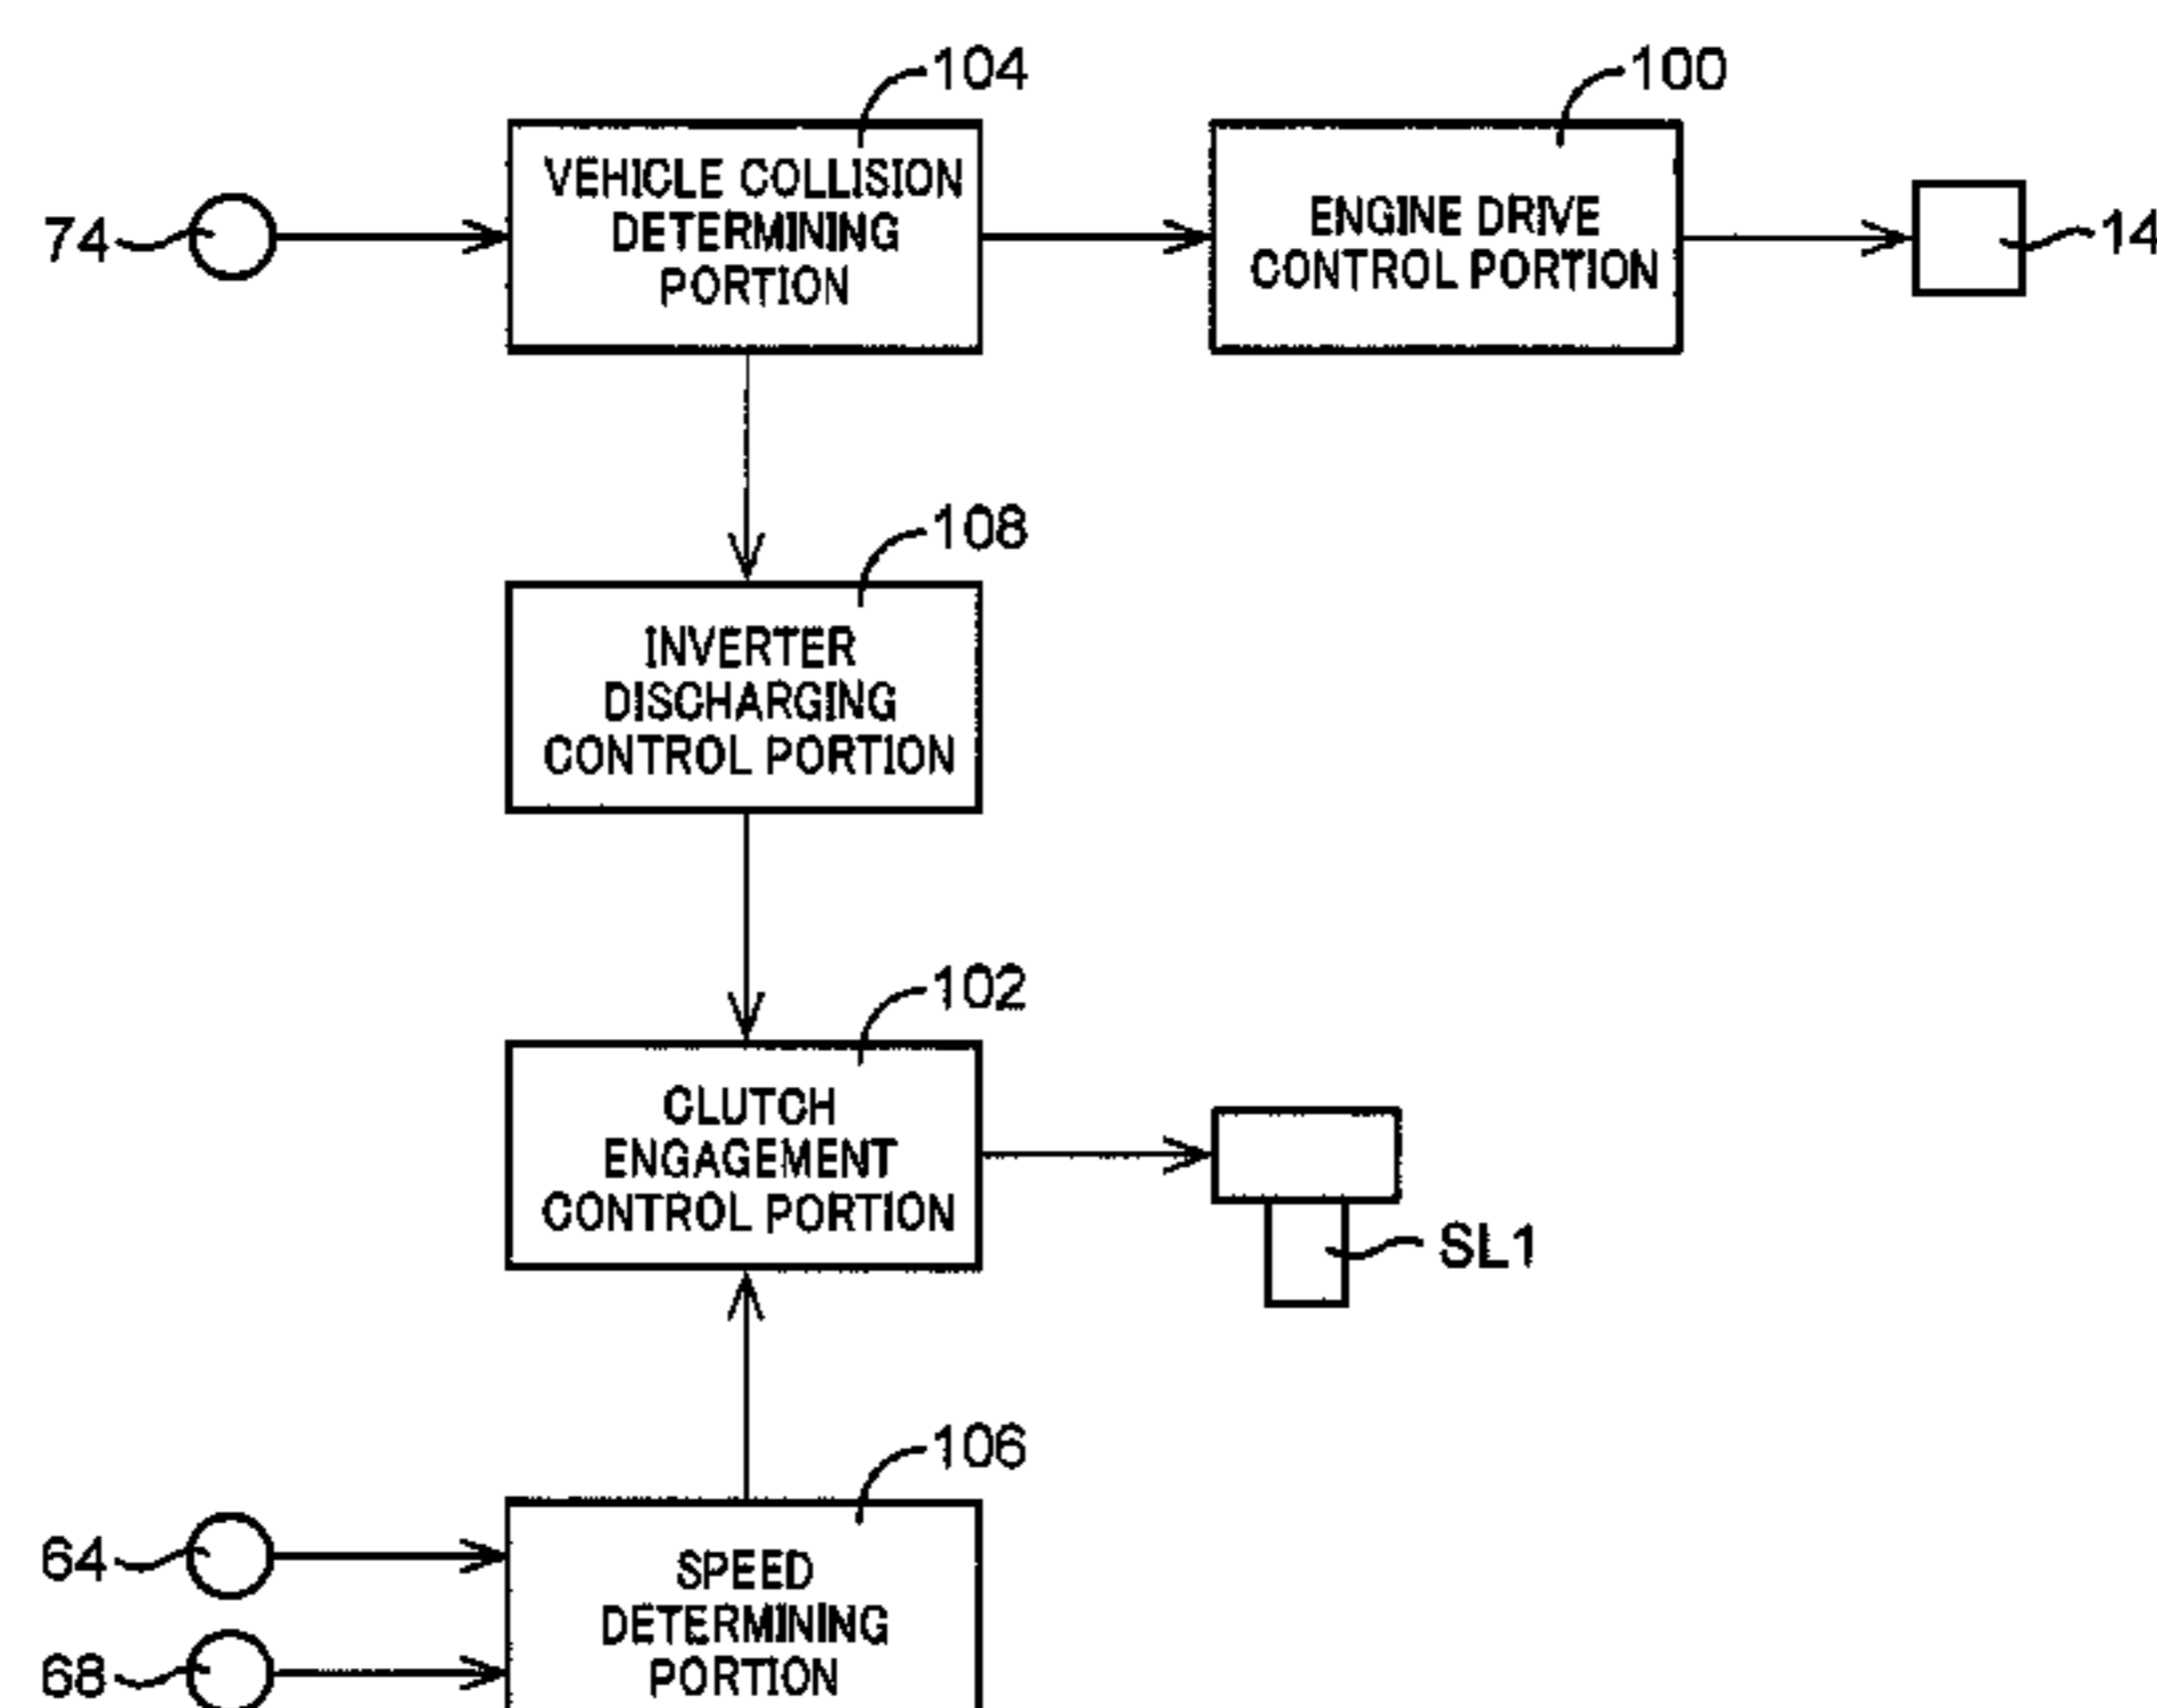 104
100
VEHICLE COLLISION
DETERMINING
PORTION
ENGINE DRIVE
CONTROL PORTION
74
14
108
INVERTER
DISCHARGING
CONTROL PORTION
102
CLUTCH
ENGAGEMENT
CONTROL PORTION
SL1
106
64
SPEED
DETERMINING
PORTION
68